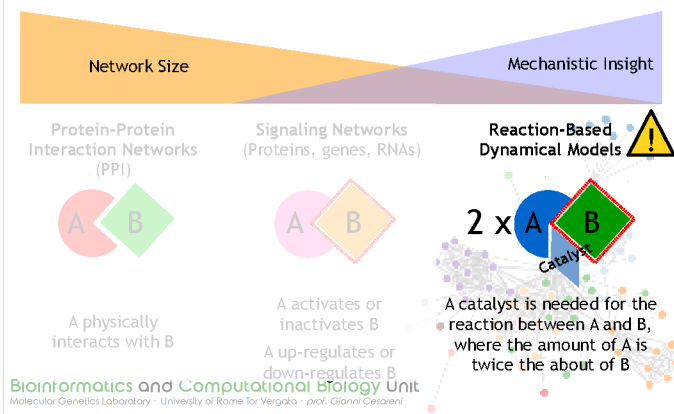 Network Size
Mechanistic Insight
Protein-Protein
Interaction Networks
(PPI)
Signaling Networks
(Proteins, genes, RNAs)
Reaction-Based
Dynamical Models
!
A
B
A
B
2 x
A
B
Catalyst
A physically
interacts with B
A activates or
inactivates B
A up-regulates or
down-regulates B
A catalyst is needed for the
reaction between A and B,
where the amount of A is
twice the about of B
Bioinformatics and Computational Biology Unit
Molecular Genetics Laboratory - University of Rome Tor Vergata - prof. Gianni Cesareni